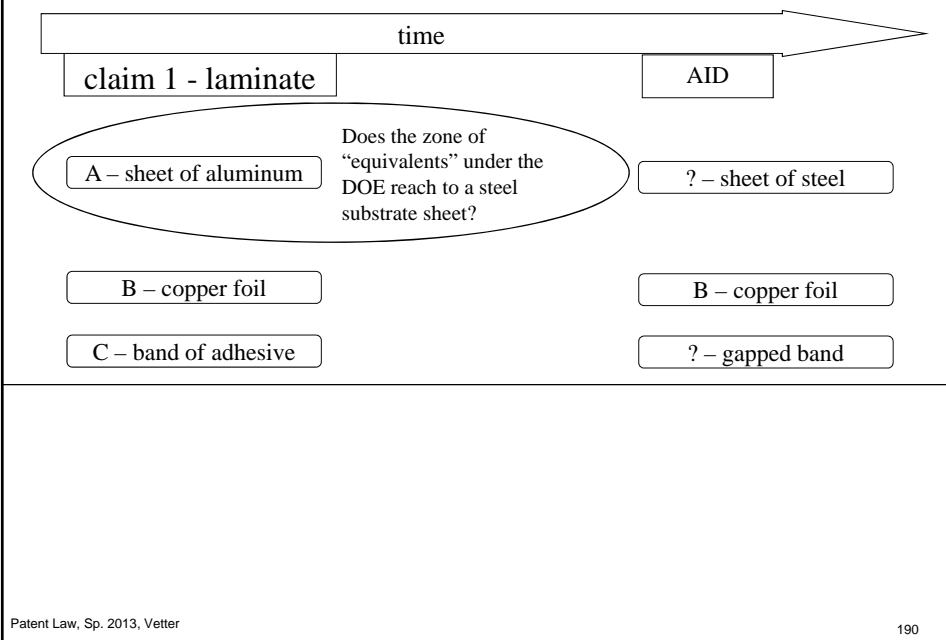 time
claim 1 - laminate
AID
A – sheet of aluminum
Does the zone of
“equivalents” under the
DOE reach to a steel
substrate sheet?
? – sheet of steel
B – copper foil
B – copper foil
C – band of adhesive
? – gapped band
Patent Law, Sp. 2013, Vetter
190